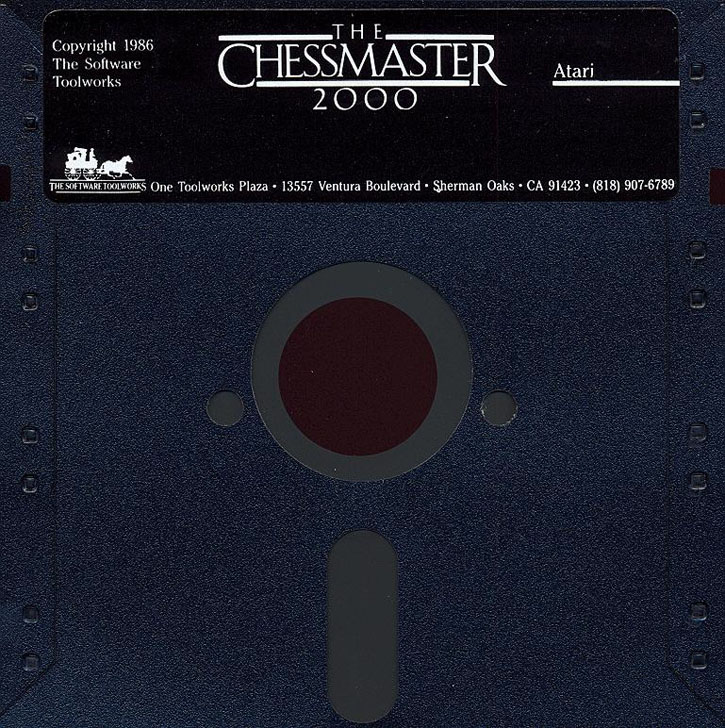 Copyright 1986
The Software
Toolworks
THE
CHESSMASTER
2000
Atari
THE SOFTWARE TOOLWORKS
One Toolworks Plaza • 13557 Ventura Boulevard • Sherman Oaks • CA 91423 • (818) 907-6789